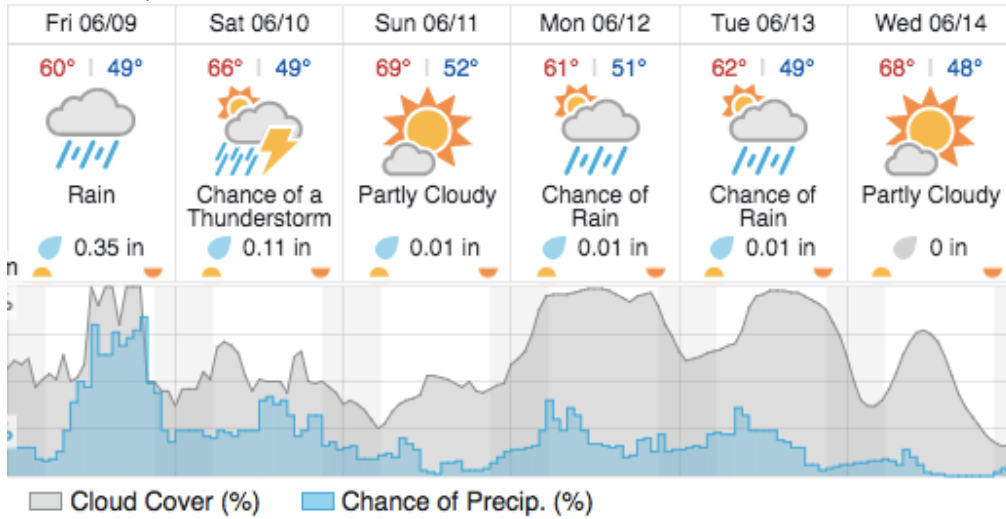 Fri 06/09 Sat 06/10 Sun 06/11 Mon 06/12 Tue 06/13 Wed 06/14
60° | 49° 66° | 49° 69° | 52° 61° | 51° 62° | 49° 68° | 48°
Rain Chance of a Partly Cloudy Chance of Chance of Partly Cloudy
Thunderstorm Rain Rain
0.35 in 0.11 in 0.01 in 0.01 in 0.01 in 0 in
Cloud Cover (%) Chance of Precip. (%)